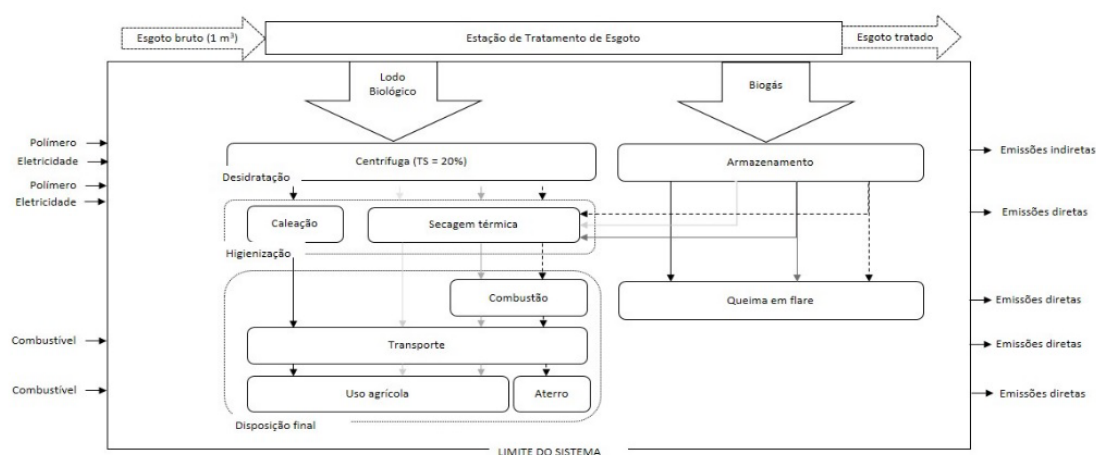 Esgoto bruto (1 m³)
Estação de Tratamento de Esgoto
Esgoto tratado
Lodo
Biológico
Biogás
Polímero
Eletricidade
Polímero
Eletricidade
Centrífuga (TS = 20%)
Desidratação
Armazenamento
Emissões indiretas
Caleação
Secagem térmica
Higienização
Emissões diretas
Combustão
Queima em flare
Emissões diretas
Combustível
Transporte
Emissões diretas
Combustível
Uso agrícola
Aterro
Emissões diretas
Disposição final
LIMITE DO SISTEMA